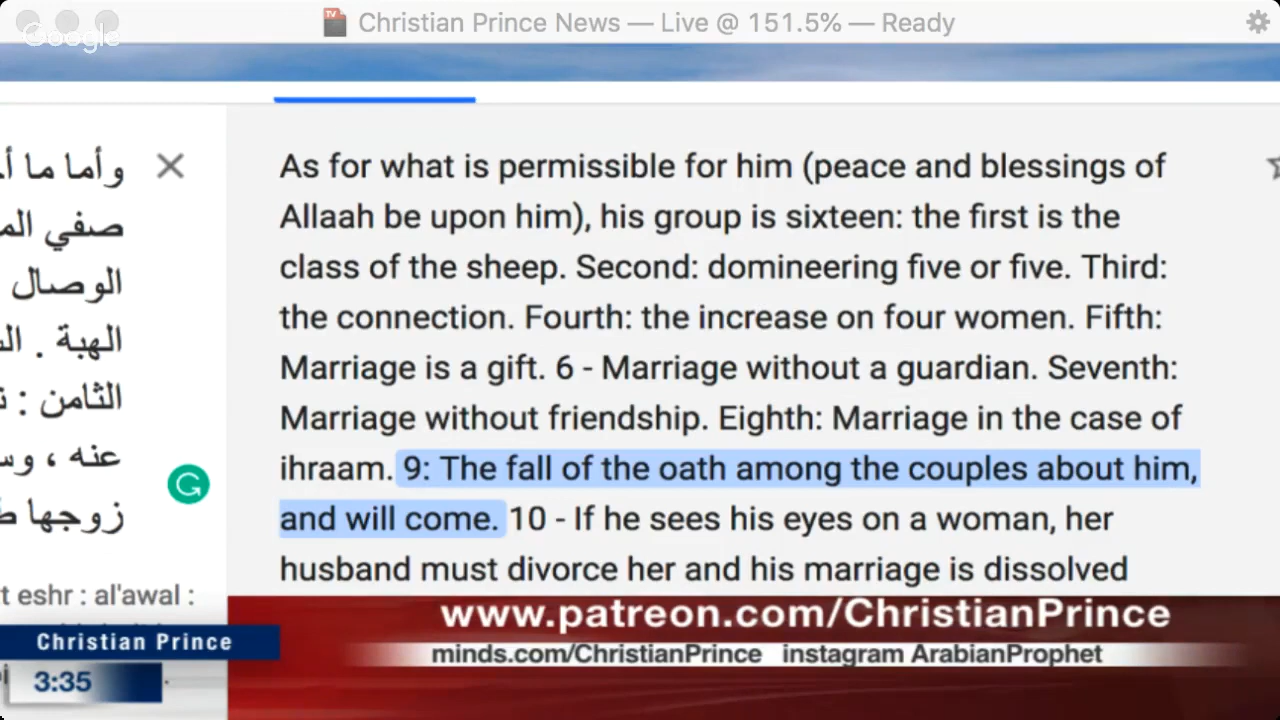 Christian Prince News — Live @ 151.5% — Ready
Google
وأما ما أ
صفي الم
الوصال
الهبة . ال
الثامن : ن
عنه ، وس
زوجها ط
As for what is permissible for him (peace and blessings of
Allaah be upon him), his group is sixteen: the first is the
class of the sheep. Second: domineering five or five. Third:
the connection. Fourth: the increase on four women. Fifth:
Marriage is a gift. 6 - Marriage without a guardian. Seventh:
Marriage without friendship. Eighth: Marriage in the case of
ihraam. 9: The fall of the oath among the couples about him,
and will come. 10 - If he sees his eyes on a woman, her
husband must divorce her and his marriage is dissolved
t eshr : al'awal :
www.patreon.com/ChristianPrince
Christian Prince
minds.com/ChristianPrince instagram ArabianProphet
3:35